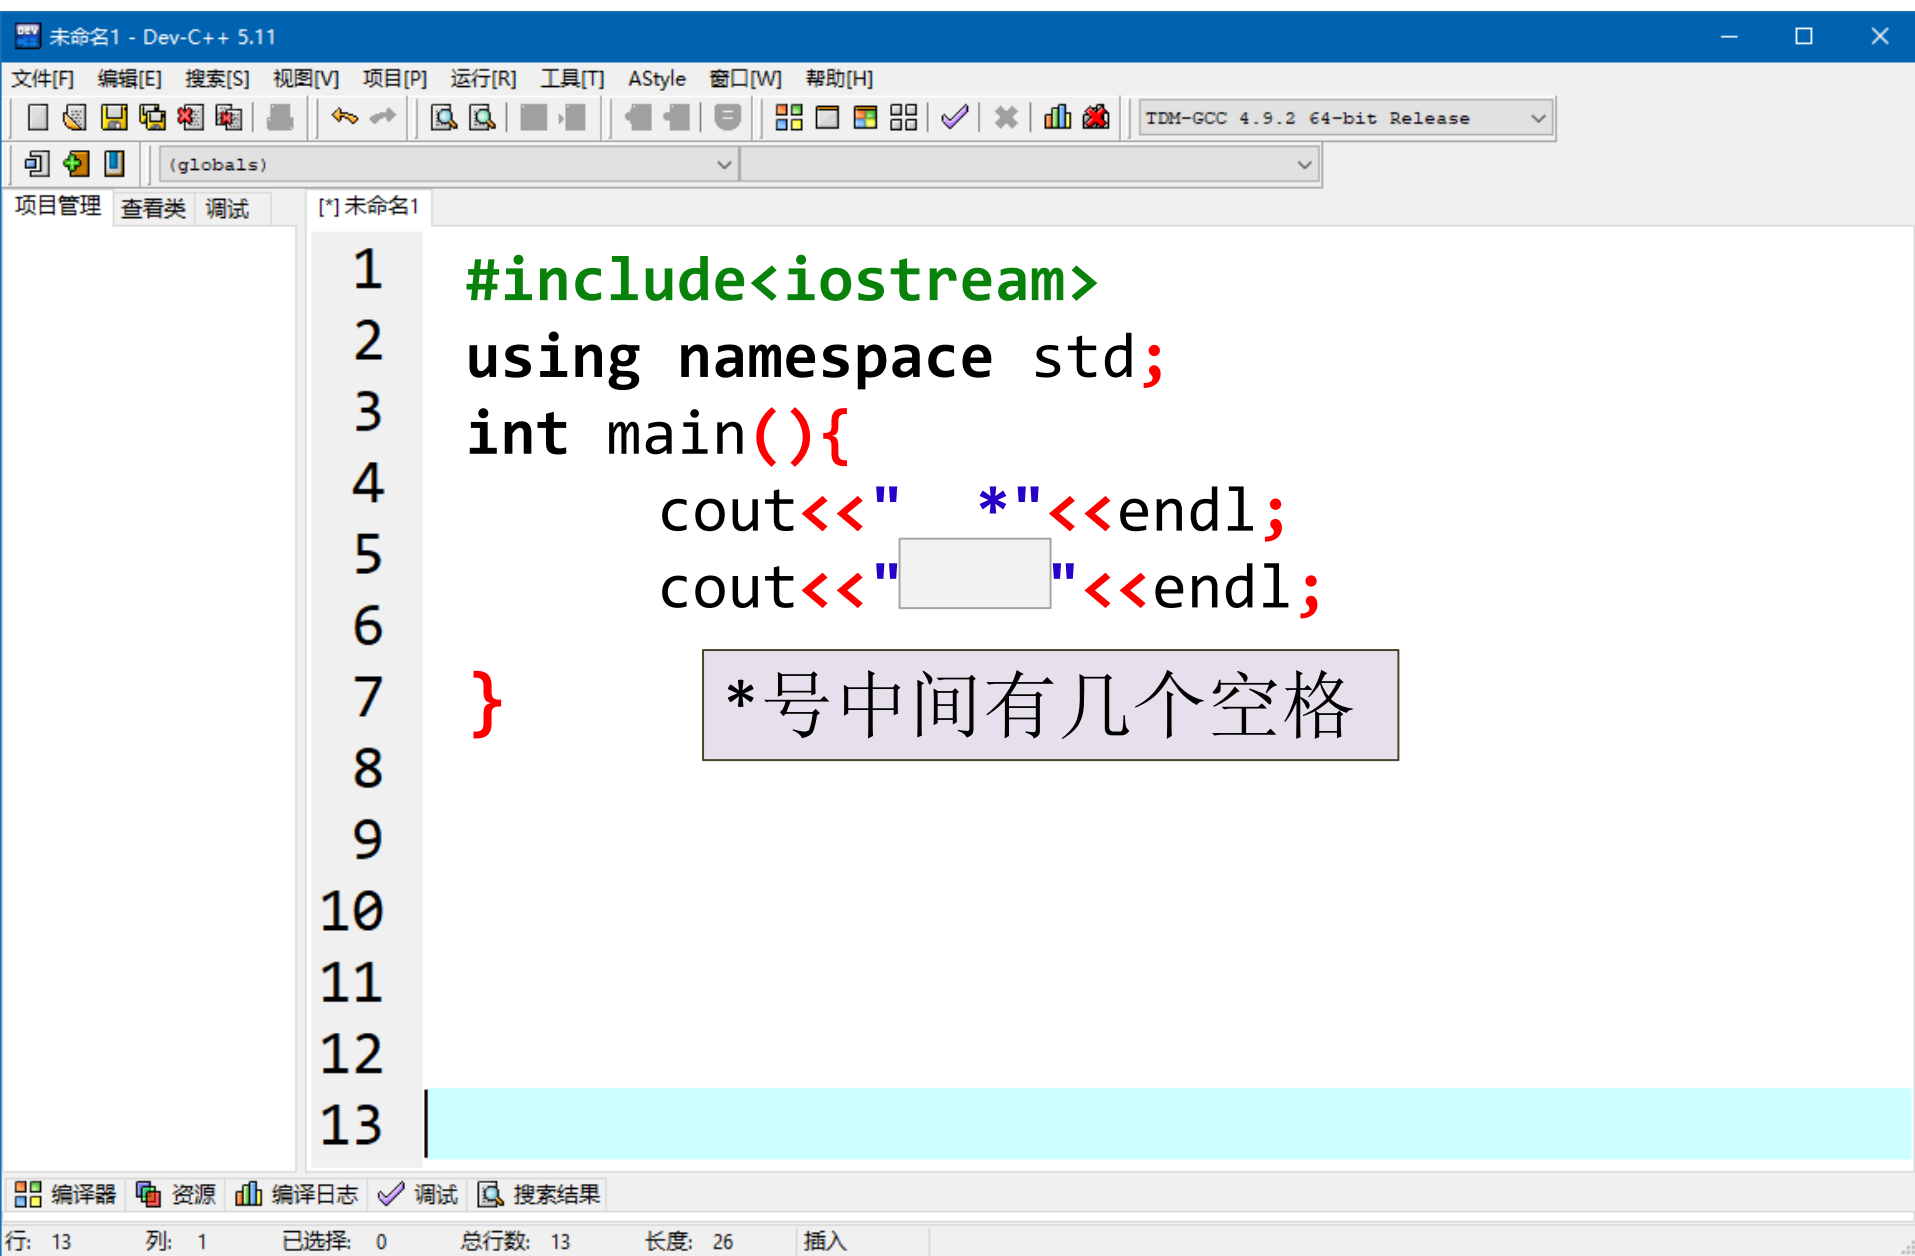 未命名1 - Dev-C++ 5.11
文件[F] 编辑[E] 搜索[S] 视图[V] 项目[P] 运行[R] 工具[T] AStyle 窗口[W] 帮助[H]
TDM-GCC 4.9.2 64-bit Release
(globals)
项目管理 查看类 调试 [*] 未命名1
1 #include<iostream>
2 using namespace std;
3 int main(){
4 cout<<"  *"<<endl;
5 cout<<"    "<<endl;
6
7 } *号中间有几个空格
8
9
10
11
12
13
编译器 资源 编译日志 调试 搜索结果
行: 13 列: 1 已选择: 0 总行数: 13 长度: 26 插入